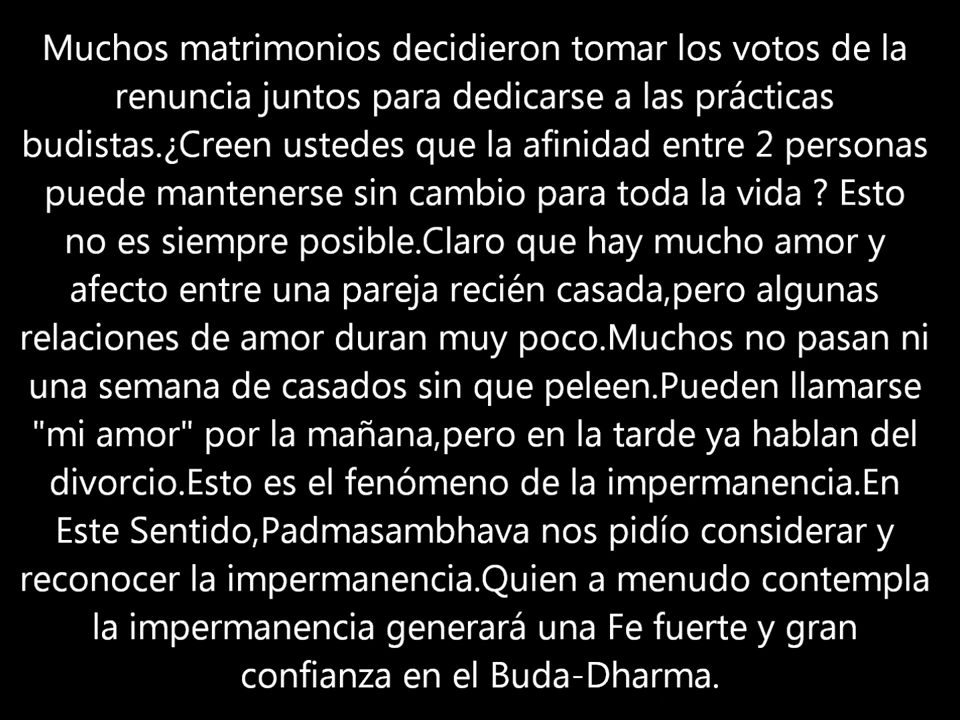 Muchos matrimonios decidieron tomar los votos de la
renuncia juntos para dedicarse a las prácticas
budistas.¿Creen ustedes que la afinidad entre 2 personas
puede mantenerse sin cambio para toda la vida ? Esto
no es siempre posible.Claro que hay mucho amor y
afecto entre una pareja recién casada,pero algunas
relaciones de amor duran muy poco.Muchos no pasan ni
una semana de casados sin que peleen.Pueden llamarse
"mi amor" por la mañana,pero en la tarde ya hablan del
divorcio.Esto es el fenómeno de la impermanencia.En
Este Sentido,Padmasambhava nos pidío considerar y
reconocer la impermanencia.Quien a menudo contempla
la impermanencia generará una Fe fuerte y gran
confianza en el Buda-Dharma.